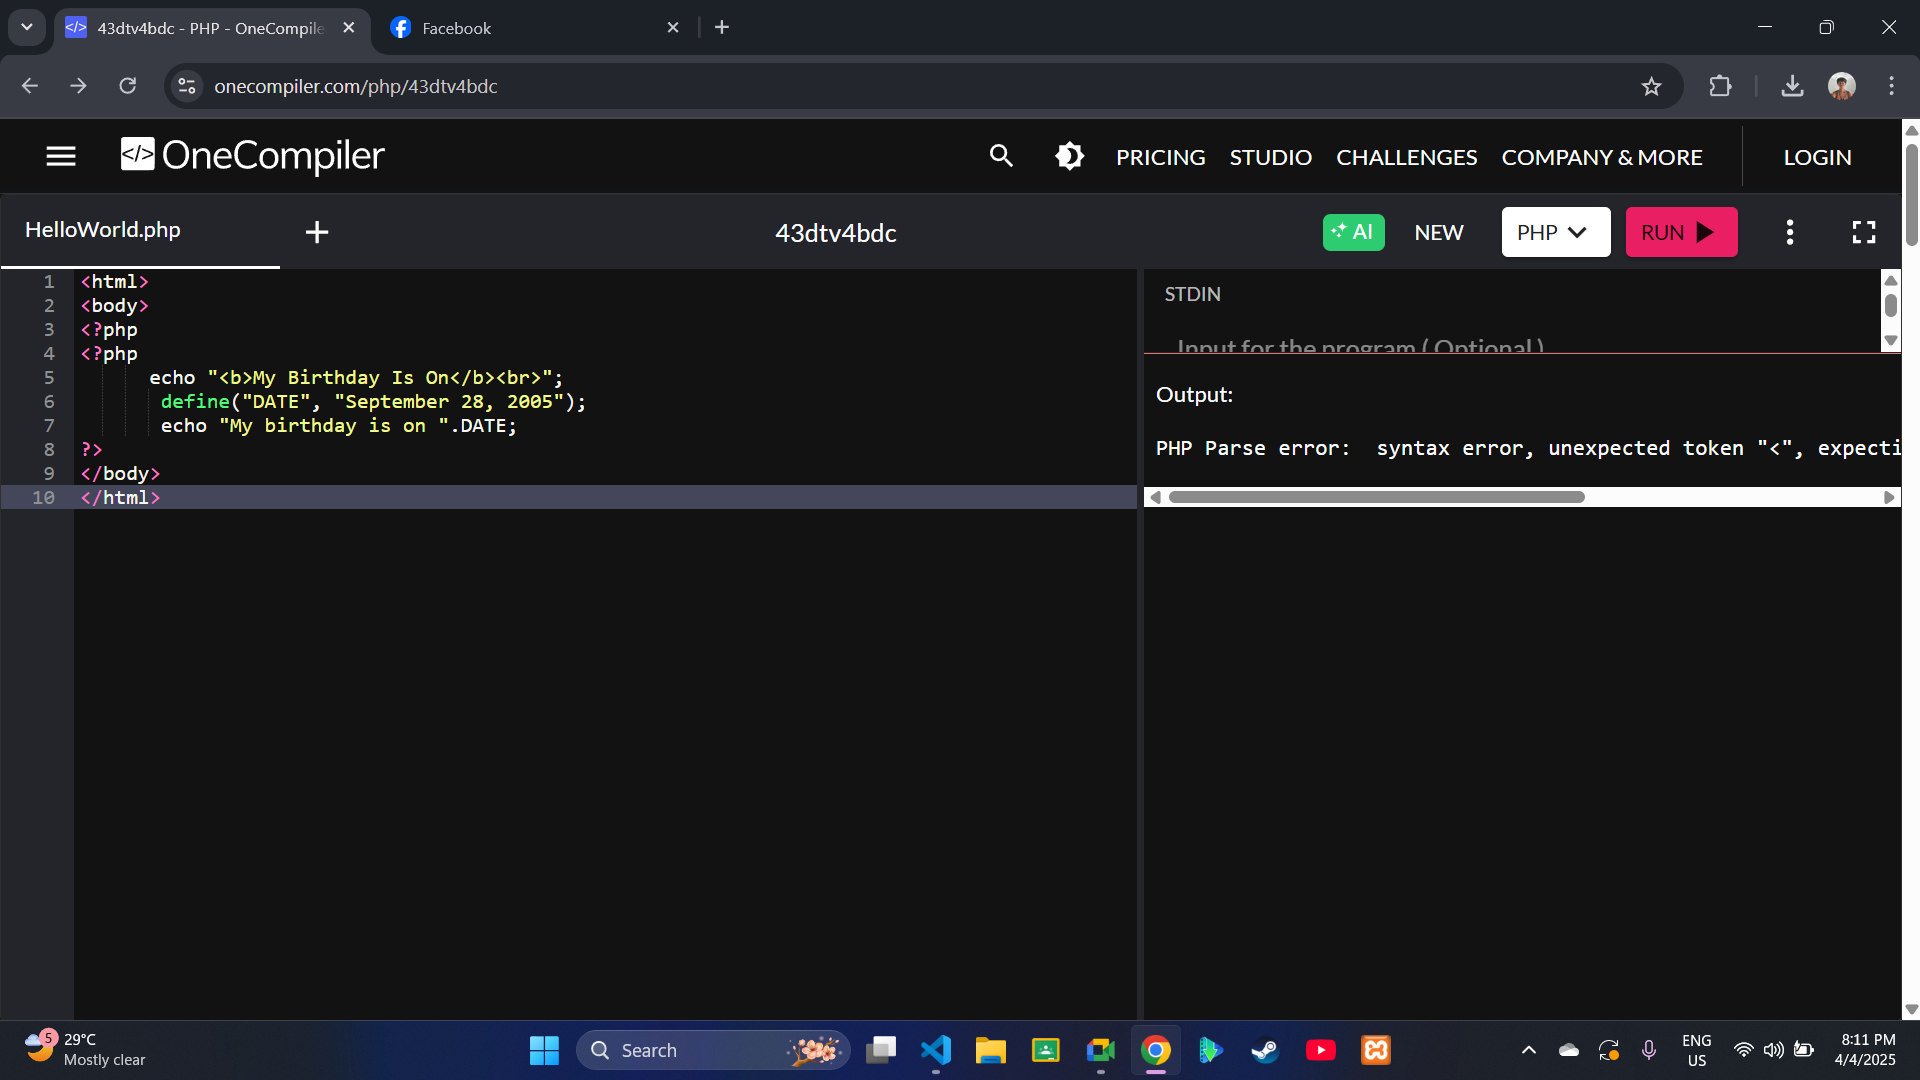 43dtv4bdc - PHP - OneCompile
Facebook
onecompiler.com/php/43dtv4bdc
</> OneCompiler
PRICING
STUDIO
CHALLENGES
COMPANY & MORE
LOGIN
HelloWorld.php
43dtv4bdc
AI
NEW
PHP
RUN
1 <html>
2 <body>
3 <?php
4 <?php
5 echo "<b>My Birthday Is On</b><br>";
6 define("DATE", "September 28, 2005");
7 echo "My birthday is on ".DATE;
8 ?>
9 </body>
10 </html>
STDIN
Input for the program ( Optional )
Output:
PHP Parse error:  syntax error, unexpected token "<", expecti
5
29°C
Mostly clear
Search
ENG
US
8:11 PM
4/4/2025